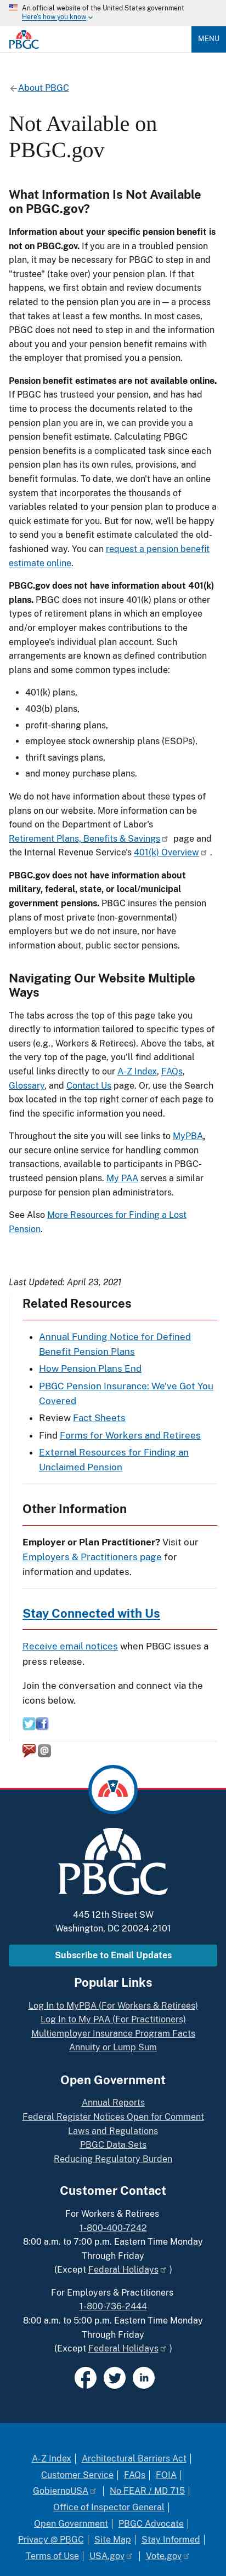 An official website of the United States government
Here's how you know
PBGC
MENU
About PBGC
Not Available on
PBGC.gov
What Information Is Not Available
on PBGC.gov?
Information about your specific pension benefit is
not on PBGC.gov. If you are in a troubled pension
plan, it may be necessary for PBGC to step in and
"trustee" (take over) your pension plan. If that
happens, we first obtain and review documents
related to the pension plan you are in — a process
that takes at least a few months. In most cases,
PBGC does not need to step in and the company
keeps the benefit plan it promised you a pension.
Pension benefit estimates are not available online.
If PBGC has trusteed your pension, and has had
time to process the documents related to the
pension plan, we have an estimate of the pension
benefit we'll be paying. Calculating PBGC pension
benefits is a complicated task since each pension
plan has its own rules, provisions, and benefit
formulas. We do not yet have an online tool
capable of working with the thousands of
variables needed in order for you to produce a
pension estimate on your own. But for now, we'll be happy
to send you a benefit estimate calculated the old-
fashioned way. You can request a pension benefit
estimate online.
PBGC.gov does not have information about 401(k)
plans. PBGC does not insure 401(k) plans or other
types of retirement plans in which an employee
and/or employer makes contributions into the
employee's individual plan account. Such
arrangements are known as defined contribution
plans and some common types include:
401(k) plans,
403(b) plans,
profit-sharing plans,
employee stock ownership plans (ESOPs),
thrift savings plans,
and money purchase plans.
We do not have information about these types of
plans on our website. More information can be
found on the Department of Labor's
Retirement Plans, Benefits & Savings page and
the Internal Revenue Service's 401(k) Overview .
PBGC.gov does not have information about
military, federal, state, or local/municipal
government pensions. PBGC insures the pension
plans of most private (non-governmental)
employers but we do not insure, nor have
information about, public sector pensions.
Navigating Our Website Multiple
Ways
The tabs across the top of this page take you
directly to information tailored to particular types of
users (e.g., Workers & Retirees). Above the tabs, at
the very top of the page, you'll find additional
useful links directly to our A-Z Index, FAQs,
Glossary, and Contact Us page. Or, use the Search
box located in the top right corner of each page to
find what you're looking for.
Throughout the site you will see links to MyPBA,
our secure, online service for handling common
transactions, available to participants in PBGC-
trusteed pension plans. My PAA serves a similar
purpose for pension plan administrators.
See Also More Resources for Finding a Lost
Pension.
Last Updated: April 23, 2021
Related Resources
Annual Funding Notice for Defined
Benefit Pension Plans
How Pension Plans End
PBGC Pension Insurance: We've Got You
Covered
Review Fact Sheets
Find Forms for Workers and Retirees
External Resources for Finding an
Unclaimed Pension
Other Information
Employer or Plan Practitioner? Visit our
Employers & Practitioners page for
information and updates.
Stay Connected with Us
Receive email notices when PBGC issues a
press release.
Join the conversation and connect via the
icons below.
PBGC
445 12th Street SW
Washington, DC 20024-2101
Subscribe to Email Updates
Popular Links
Log In to MyPBA (For Workers & Retirees)
Log In to My PAA (For Practitioners)
Multiemployer Insurance Program Facts
Annuity or Lump Sum
Open Government
Annual Reports
Federal Register Notices Open for Comment
Laws and Regulations
PBGC Data Sets
Reducing Regulatory Burden
Customer Contact
For Workers & Retirees
1-800-400-7242
8:00 a.m. to 7:00 p.m. Eastern Time Monday
Through Friday
(Except Federal Holidays )
For Employers & Practitioners
1-800-736-2444
8:00 a.m. to 5:00 p.m. Eastern Time Monday
Through Friday
(Except Federal Holidays )
A-Z Index | Architectural Barriers Act |
Customer Service | FAQs | FOIA |
GobiernoUSA | No FEAR / MD 715 |
Office of Inspector General |
Open Government | PBGC Advocate |
Privacy @ PBGC | Site Map | Stay Informed |
Terms of Use | USA.gov | Vote.gov